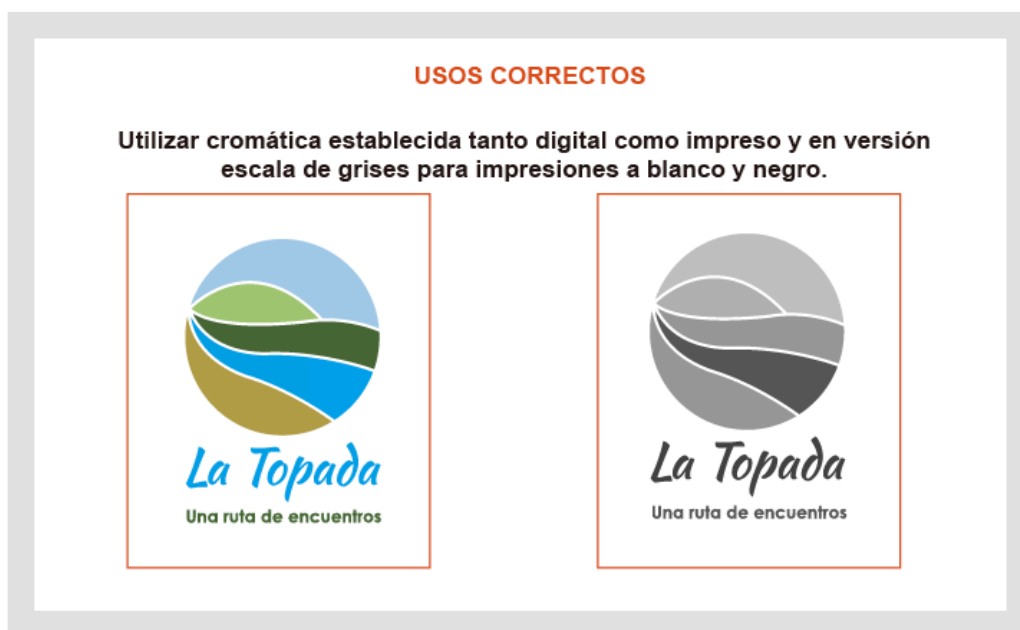 USOS CORRECTOS
Utilizar cromática establecida tanto digital como impreso y en versión
escala de grises para impresiones a blanco y negro.
La Topada
Una ruta de encuentros
La Topada
Una ruta de encuentros